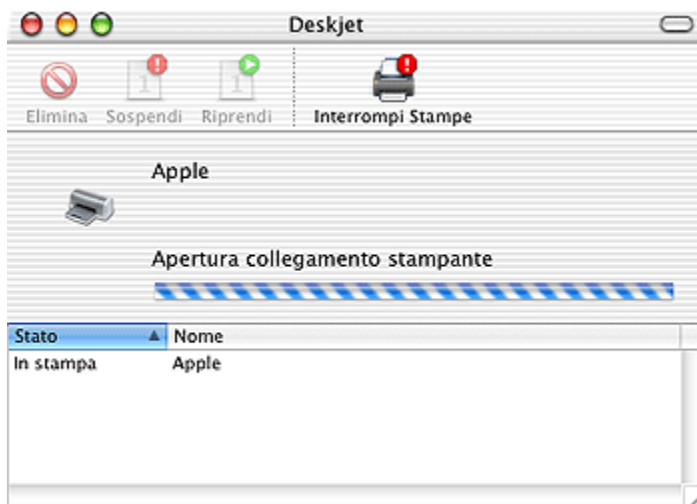 Deskjet
Elimina Sospendi Riprendi Interrompi Stampe
Apple
Apertura collegamento stampante
Stato Nome
In stampa Apple